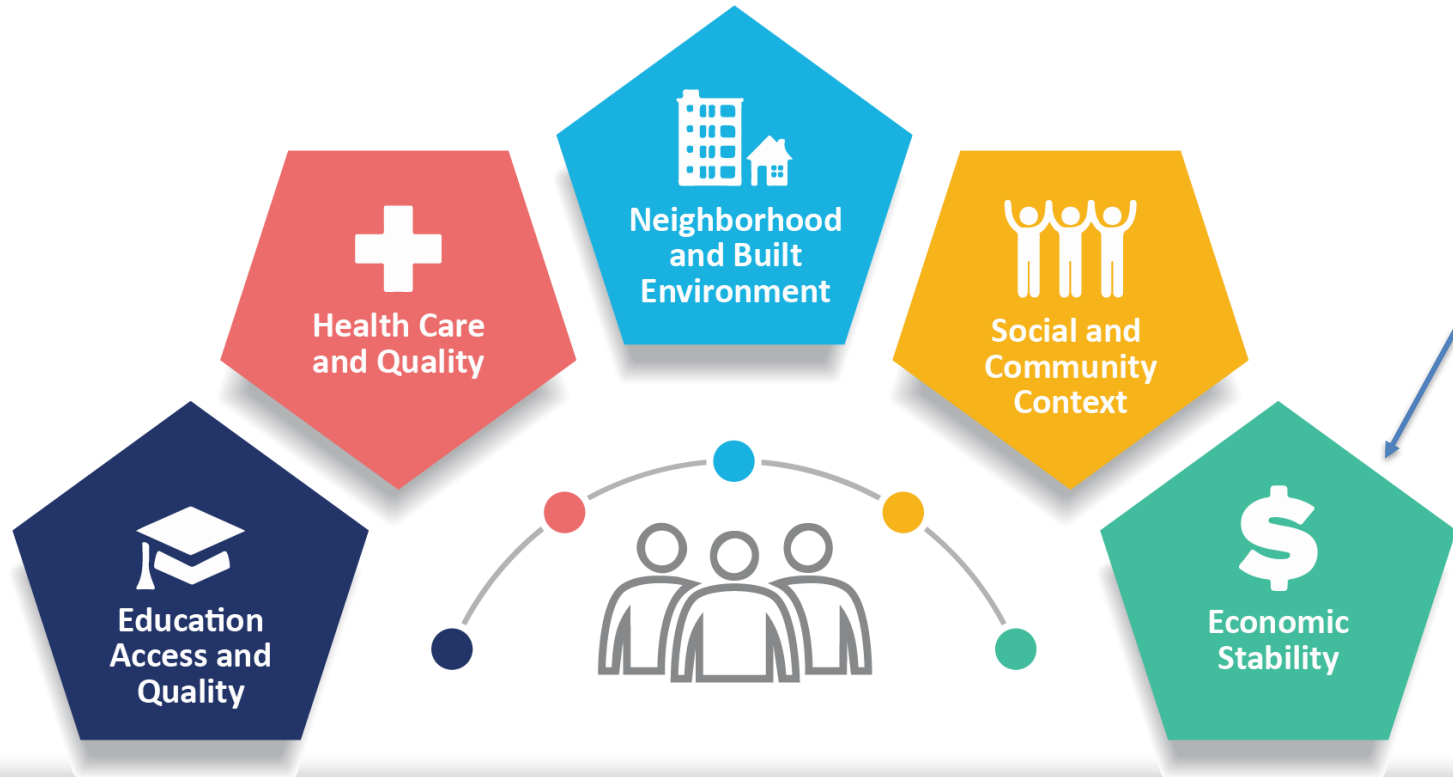 Education
Access and
Quality
Health Care
and Quality
Neighborhood
and Built
Environment
Social and
Community
Context
$
Economic
Stability